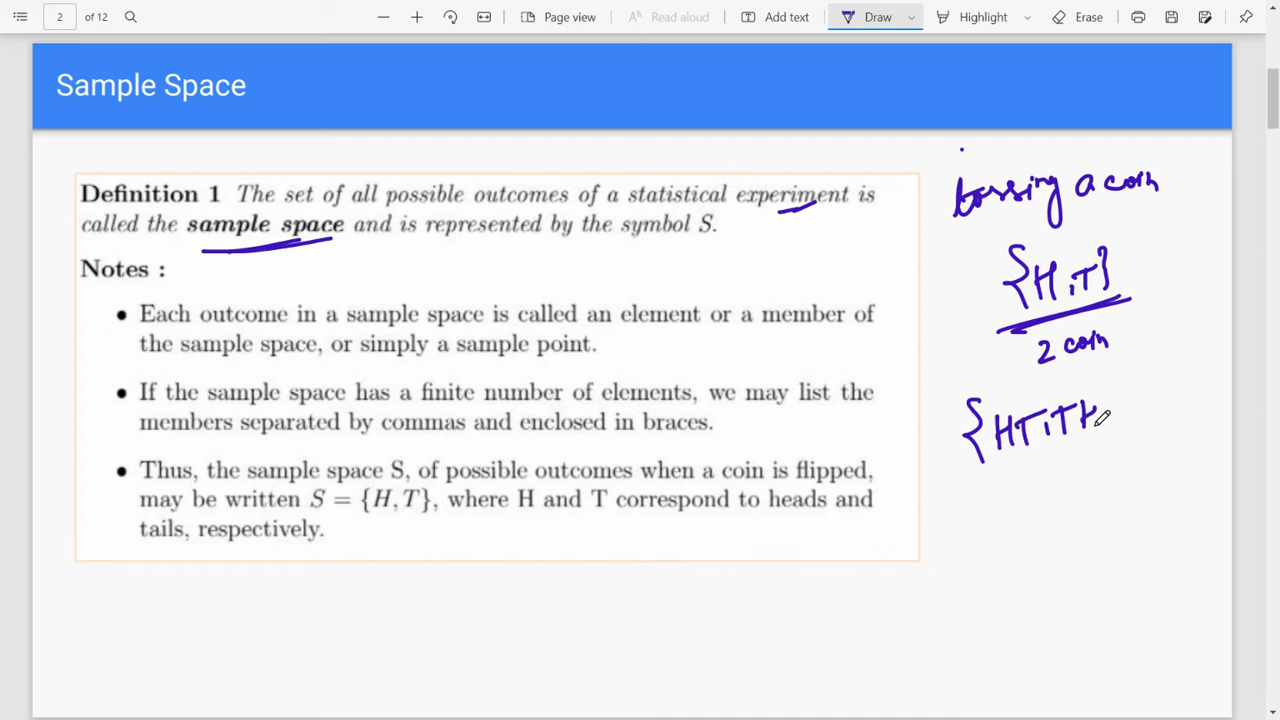 2 of 12 Page view Read aloud Add text Draw Highlight Erase
Sample Space
Definition 1 The set of all possible outcomes of a statistical experiment is
called the sample space and is represented by the symbol S.
Notes :
• Each outcome in a sample space is called an element or a member of
the sample space, or simply a sample point.
• If the sample space has a finite number of elements, we may list the
members separated by commas and enclosed in braces.
• Thus, the sample space S, of possible outcomes when a coin is flipped,
may be written S = {H, T}, where H and T correspond to heads and
tails, respectively.
tossing a coin
{H,T}
2 coin
{HT,TH